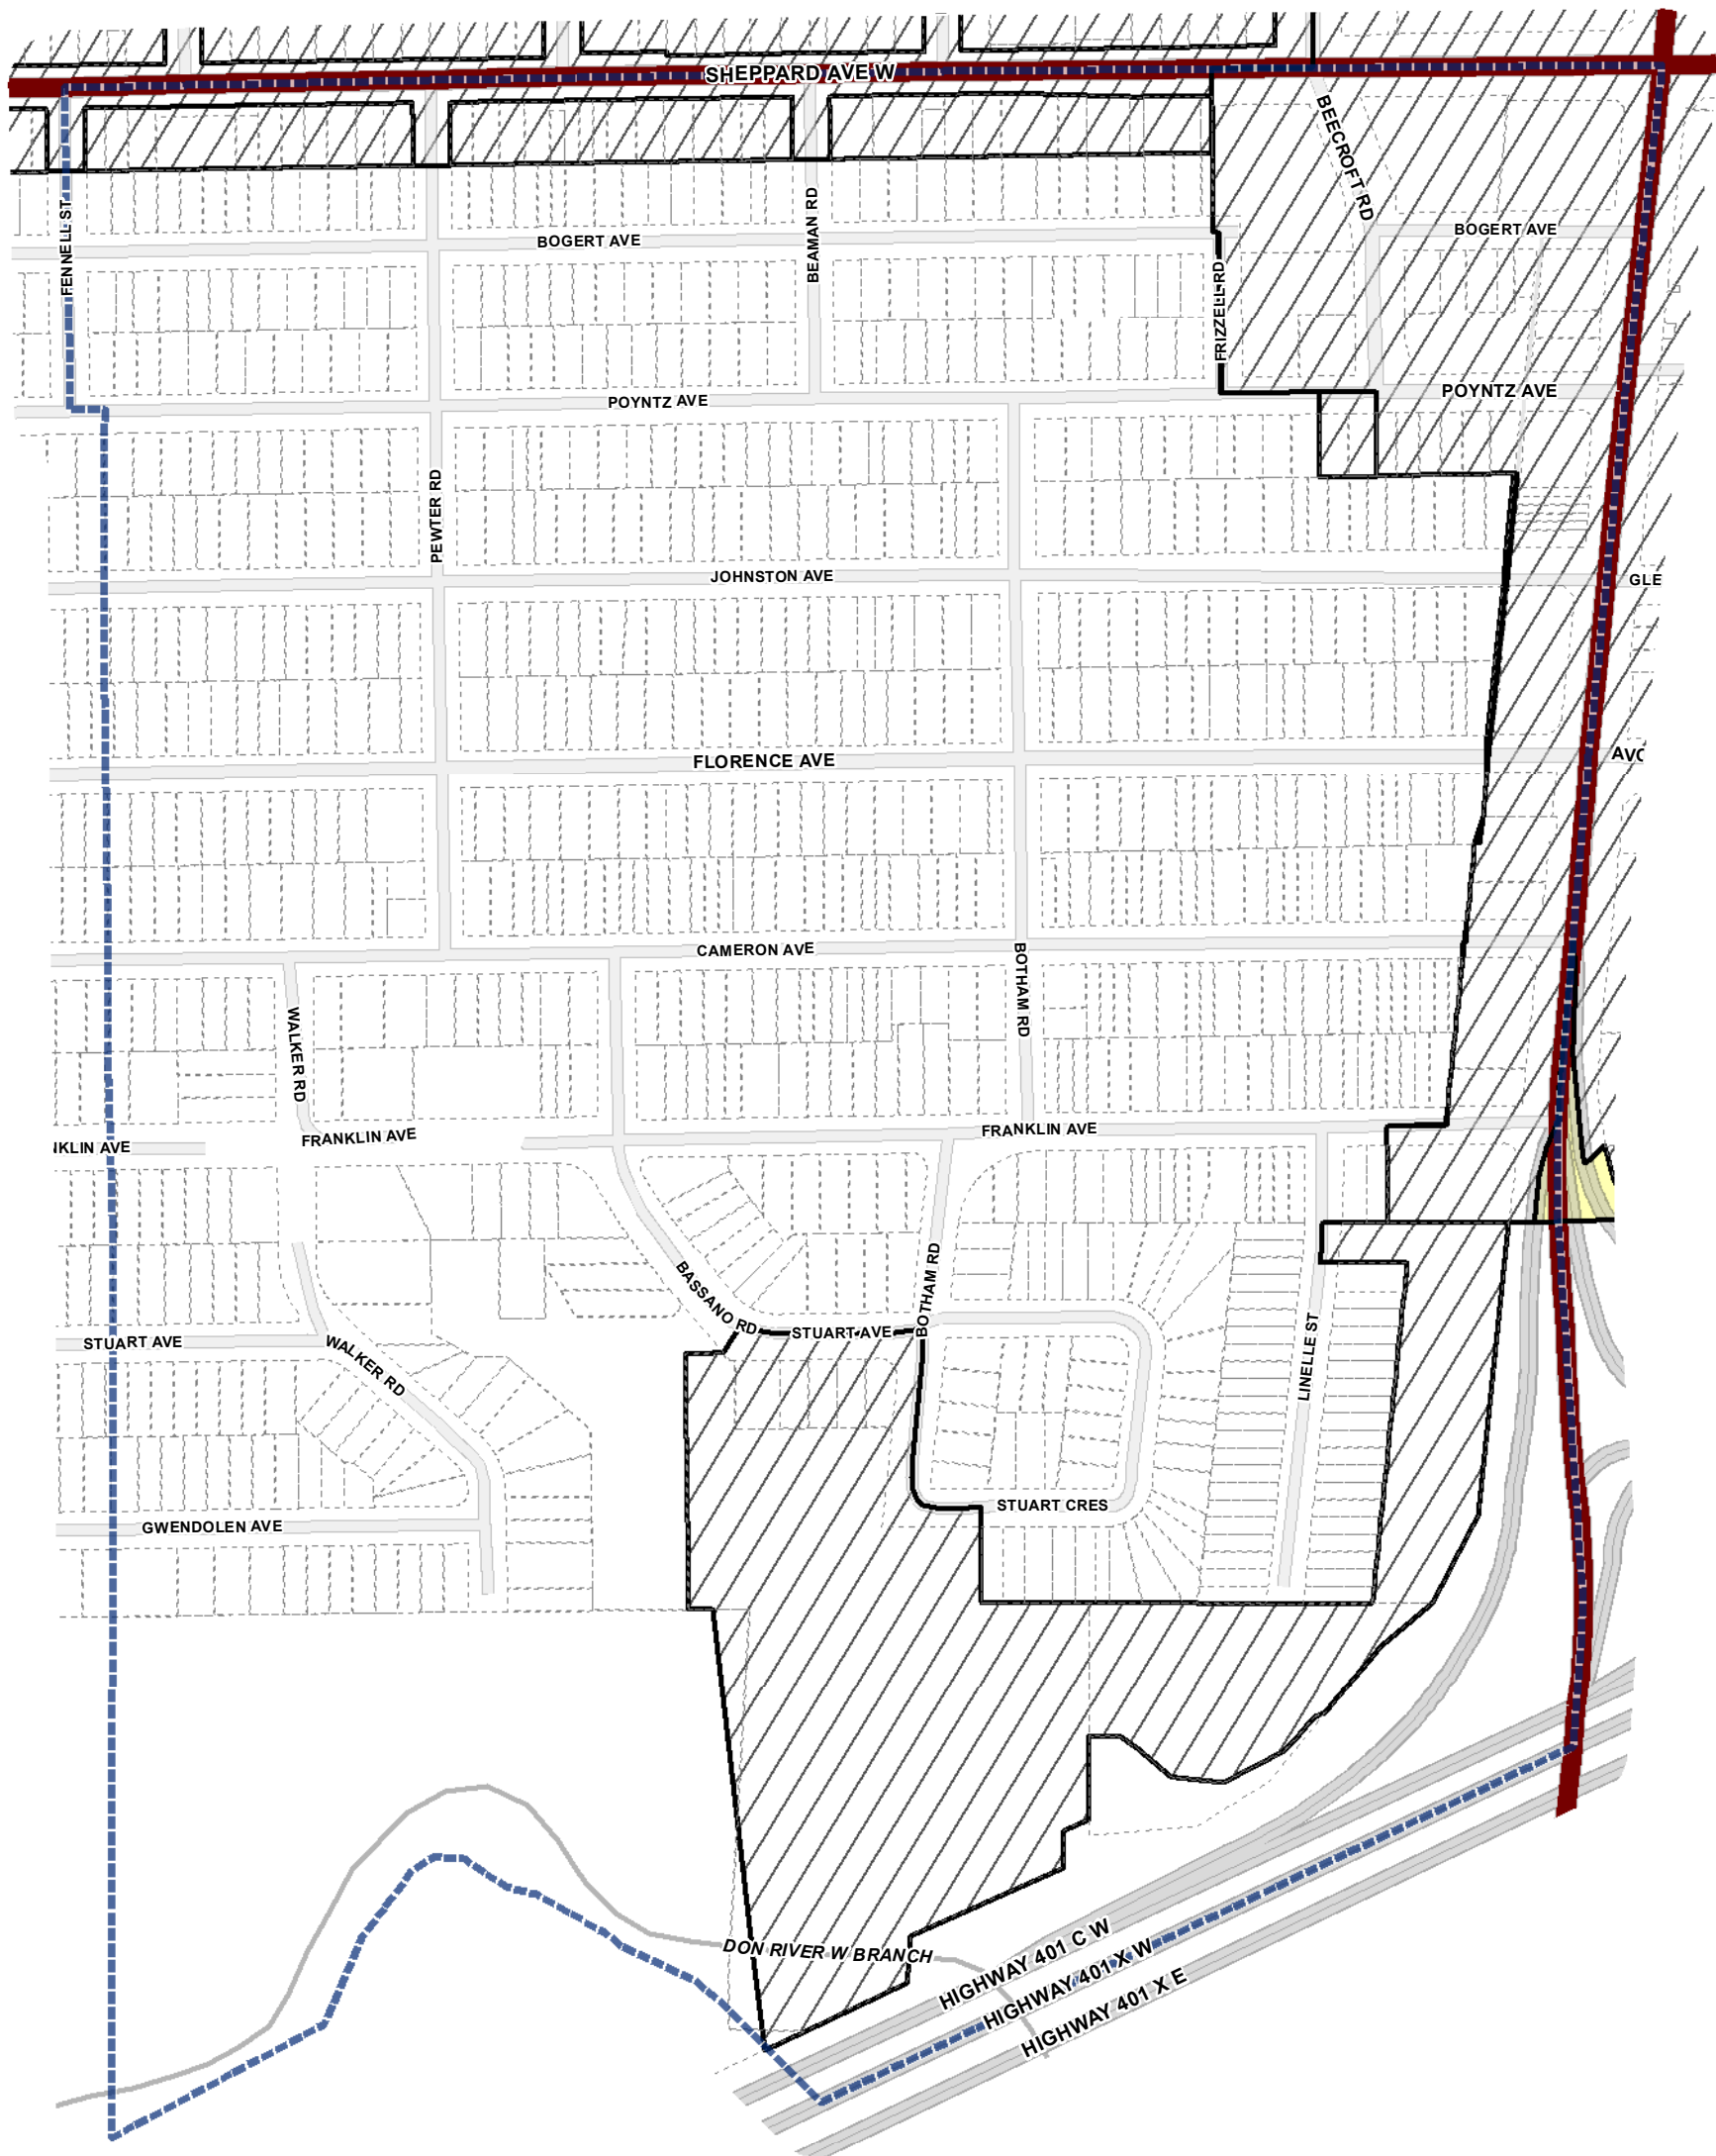 SHEPPARD AVE W
BEECROFT RD
FENNELL ST
BEAMAN RD
BOGERT AVE
BOGERT AVE
FRIZZELL RD
POYNTZ AVE
POYNTZ AVE
PEWTER RD
JOHNSTON AVE
GLE
FLORENCE AVE
AVO
CAMERON AVE
BOTHAM RD
WALKER RD
FRANKLIN AVE
FRANKLIN AVE
NKLIN AVE
BASSANO RD
BOTHAM RD
STUART AVE
STUART AVE
WALKER RD
LINELLE ST
STUART CRES
GWENDOLEN AVE
DON RIVER W BRANCH
HIGHWAY 401 C W
HIGHWAY 401 X W
HIGHWAY 401 X E